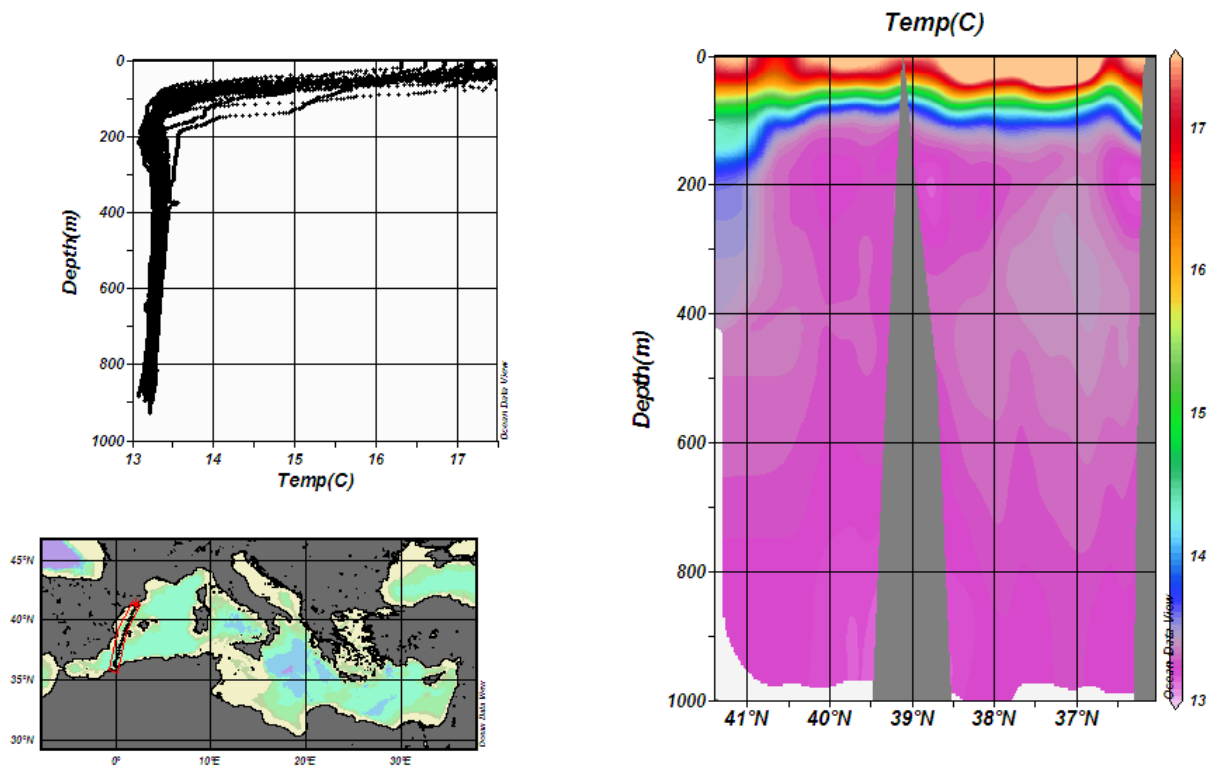 0
200
400
600
800
1000
Depth(m)
13
14
15
16
17
Temp(C)
Ocean Data View
45°N
40°N
35°N
30°N
0°
10°E
20°E
30°E
Ocean Data View
Temp(C)
0
200
400
600
800
1000
Depth(m)
41°N
40°N
39°N
38°N
37°N
17
16
15
14
13
Ocean Data View